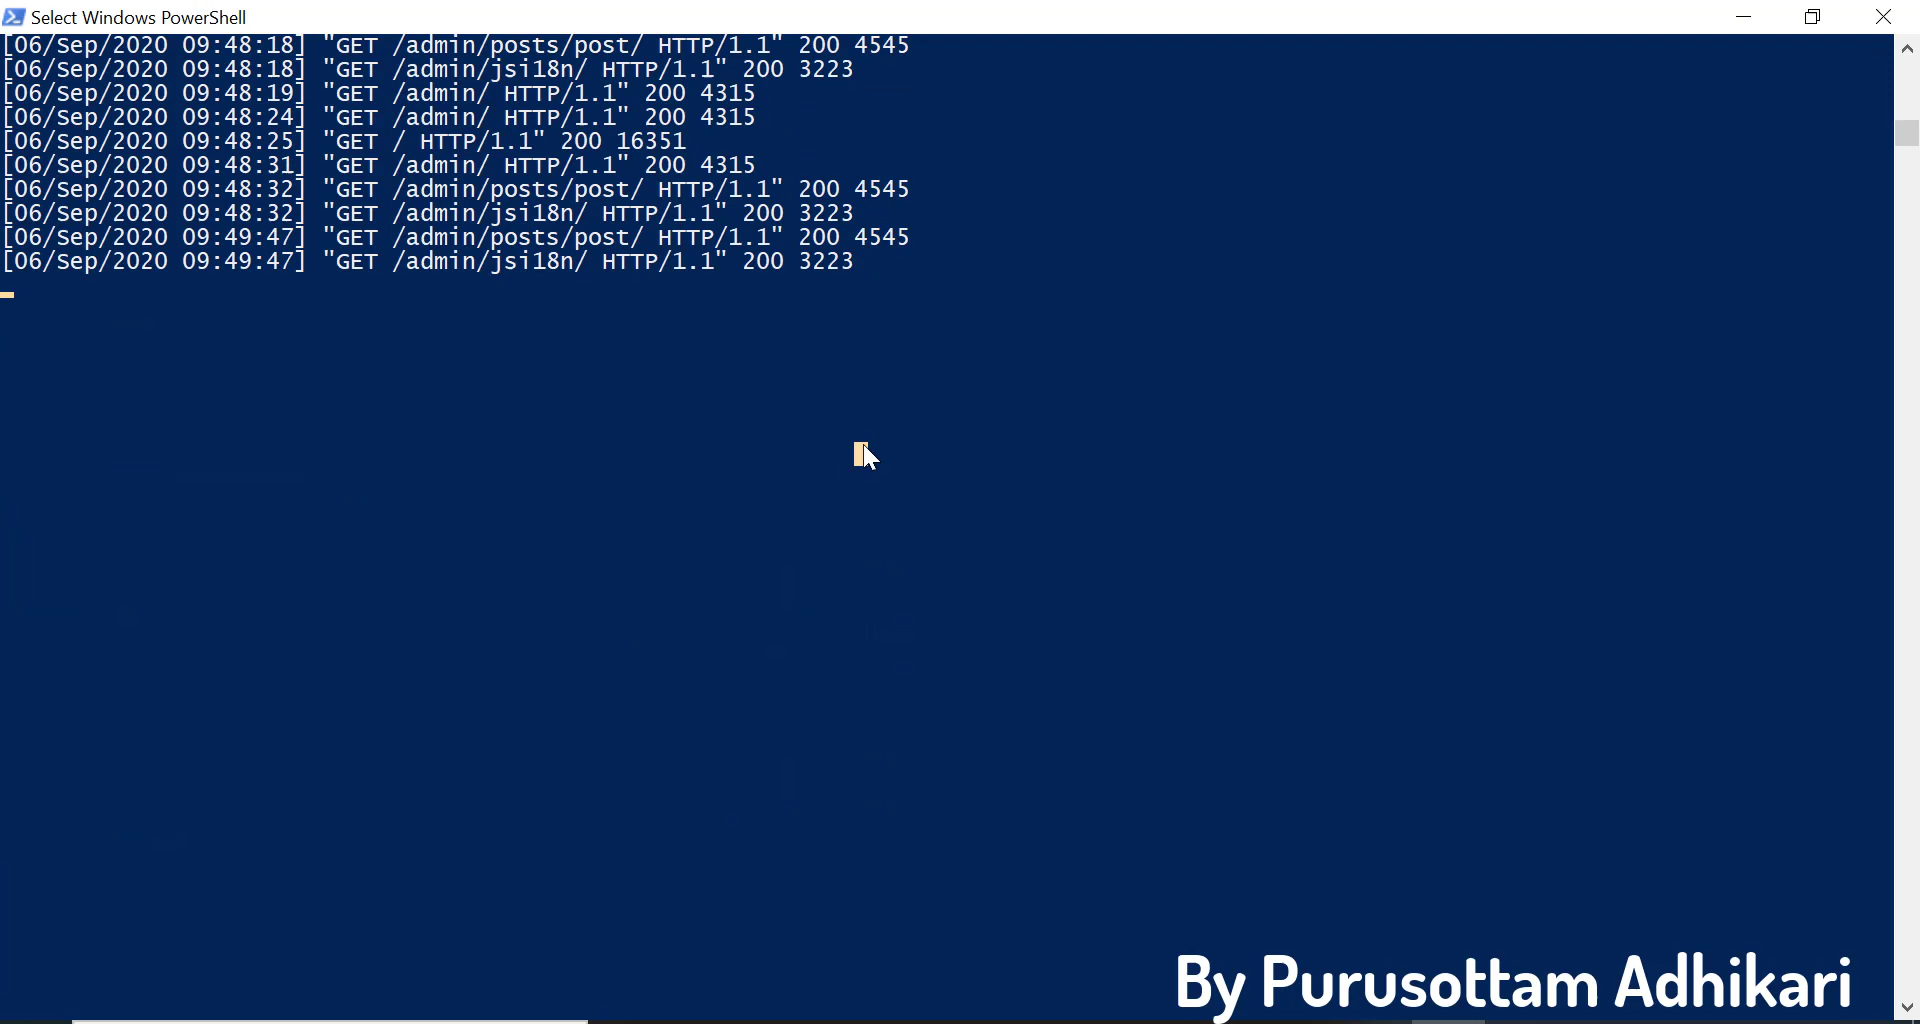 Select Windows PowerShell
[06/Sep/2020 09:48:18] "GET /admin/posts/post/ HTTP/1.1" 200 4545
[06/Sep/2020 09:48:18] "GET /admin/jsi18n/ HTTP/1.1" 200 3223
[06/Sep/2020 09:48:19] "GET /admin/ HTTP/1.1" 200 4315
[06/Sep/2020 09:48:24] "GET /admin/ HTTP/1.1" 200 4315
[06/Sep/2020 09:48:25] "GET / HTTP/1.1" 200 16351
[06/Sep/2020 09:48:31] "GET /admin/ HTTP/1.1" 200 4315
[06/Sep/2020 09:48:32] "GET /admin/posts/post/ HTTP/1.1" 200 4545
[06/Sep/2020 09:48:32] "GET /admin/jsi18n/ HTTP/1.1" 200 3223
[06/Sep/2020 09:49:47] "GET /admin/posts/post/ HTTP/1.1" 200 4545
[06/Sep/2020 09:49:47] "GET /admin/jsi18n/ HTTP/1.1" 200 3223
By Purusottam Adhikari